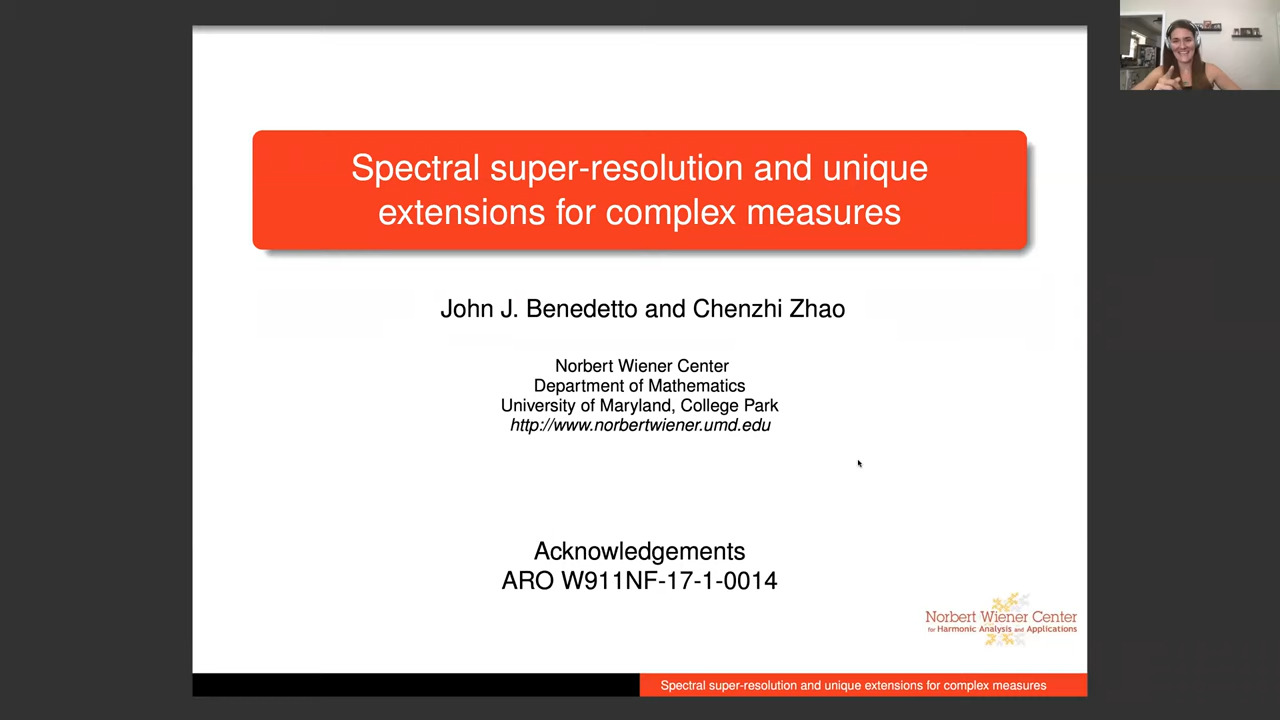 Spectral super-resolution and unique
extensions for complex measures
John J. Benedetto and Chenzhi Zhao
Norbert Wiener Center
Department of Mathematics
University of Maryland, College Park
http://www.norbertwiener.umd.edu
Acknowledgements
ARO W911NF-17-1-0014
Norbert Wiener Center
for Harmonic Analysis and Applications
Spectral super-resolution and unique extensions for complex measures